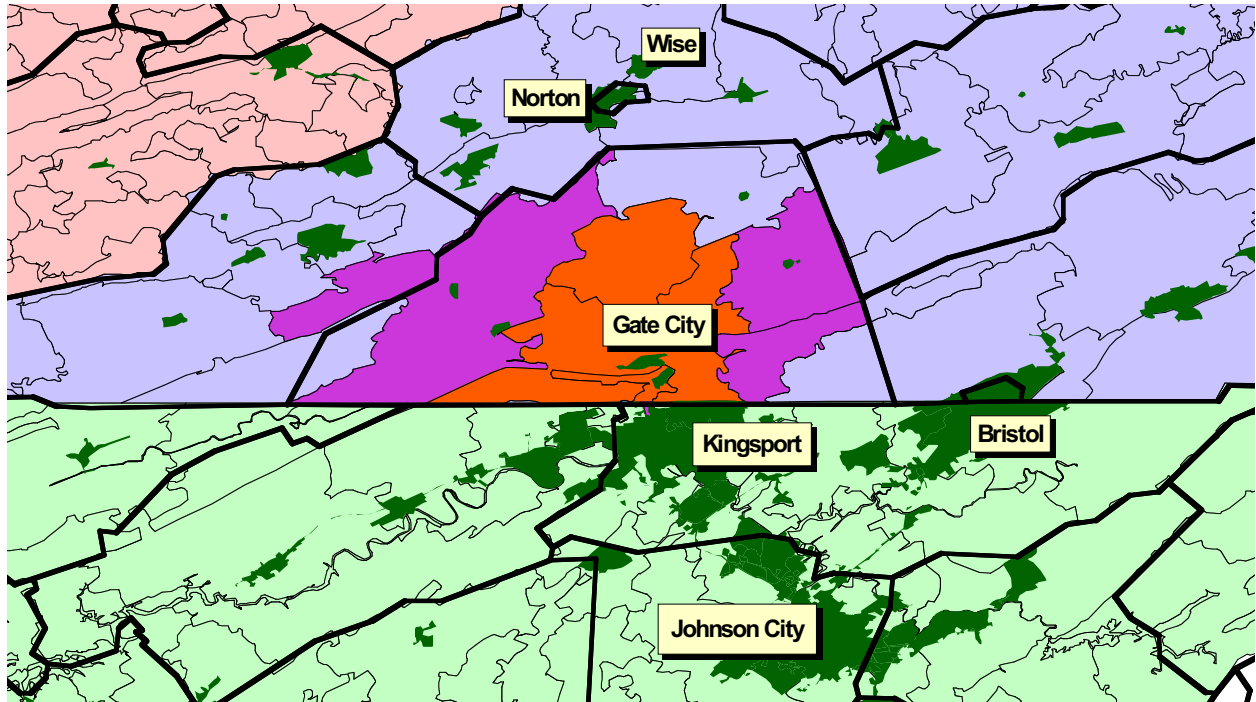 Wise
Norton
Gate City
Kingsport
Bristol
Johnson City